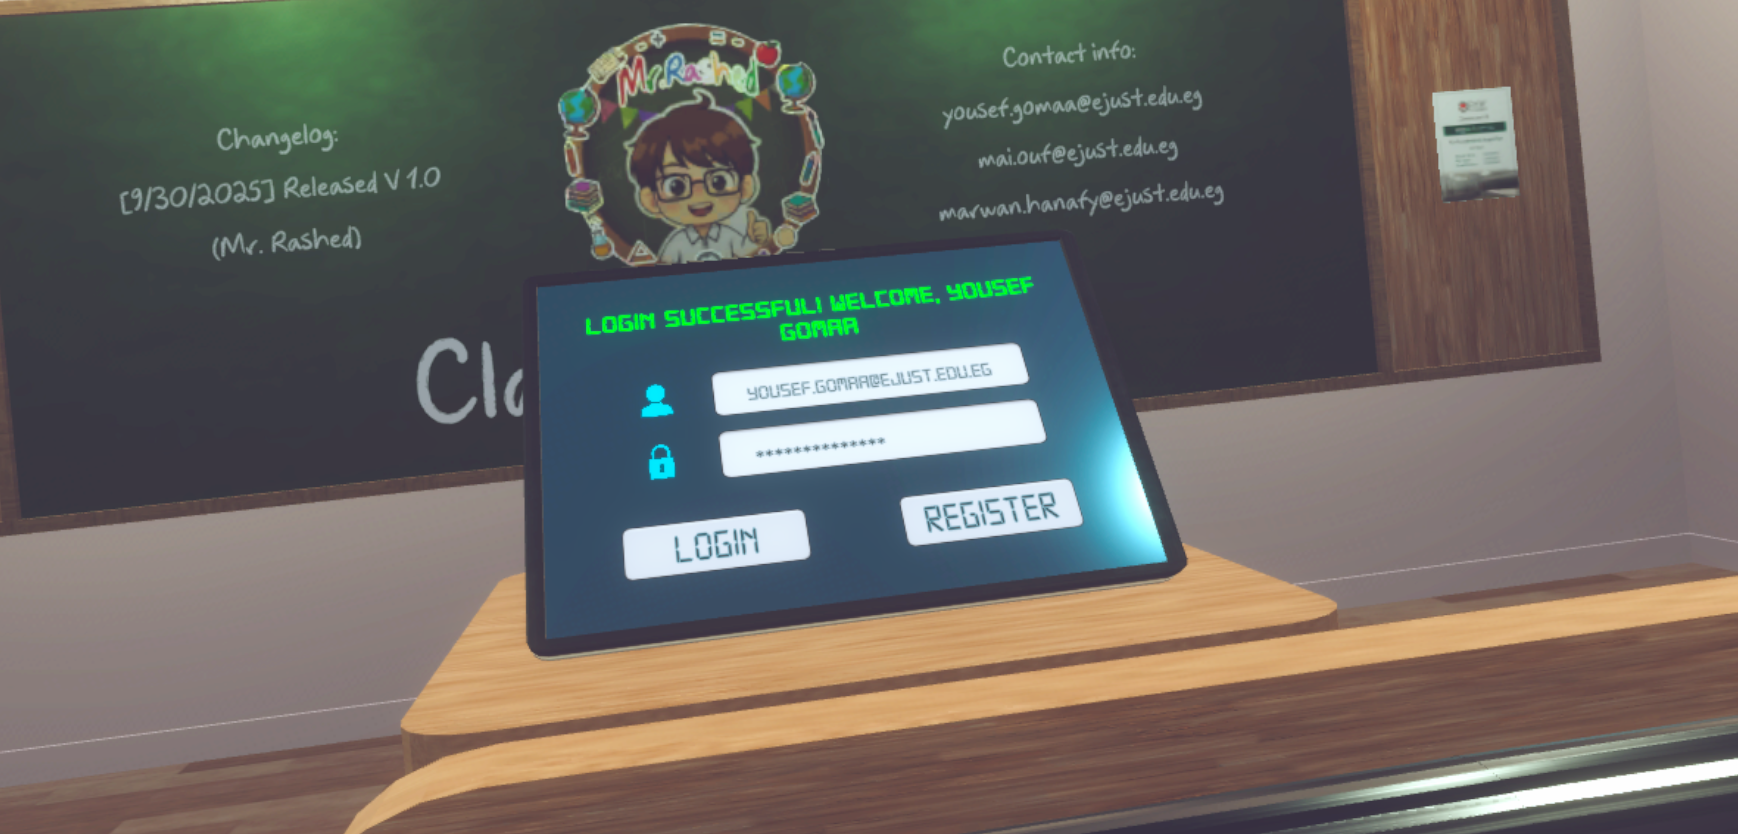 Changelog:
[9/30/2025] Released V 1.0
(Mr. Rashed)
Mr.Rashed
Contact info:
yousef.gomaa@ejust.edu.eg
mai.ouf@ejust.edu.eg
marwan.hanafy@ejust.edu.eg
Cla
LOGIN SUCCESSFUL! WELCOME, YOUSEF
GOMAA
YOUSEF.GOMAA@EJUST.EDU.EG
**************
LOGIN
REGISTER